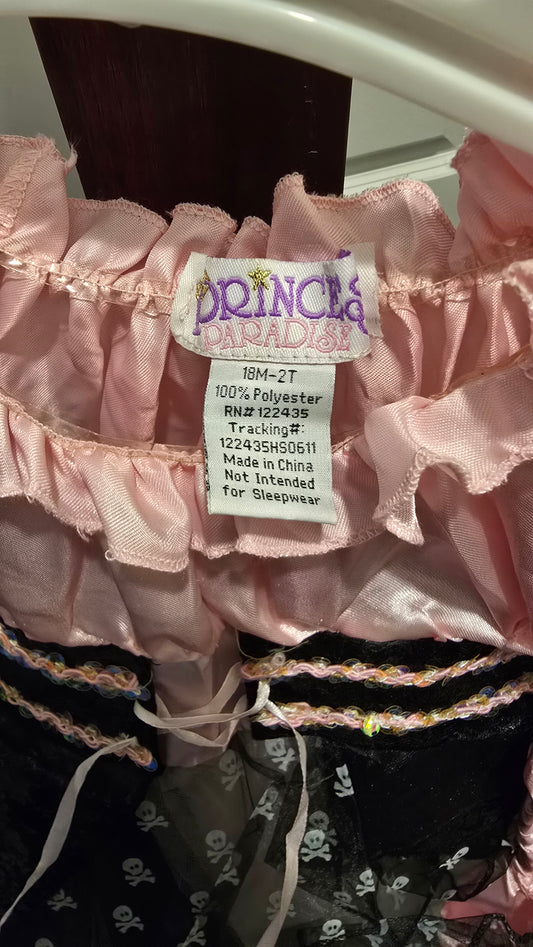 PRINCESS
PARADISE
18M-2T
100% Polyester
RN# 122435
Tracking#:
122435HS0611
Made in China
Not Intended
for Sleepwear